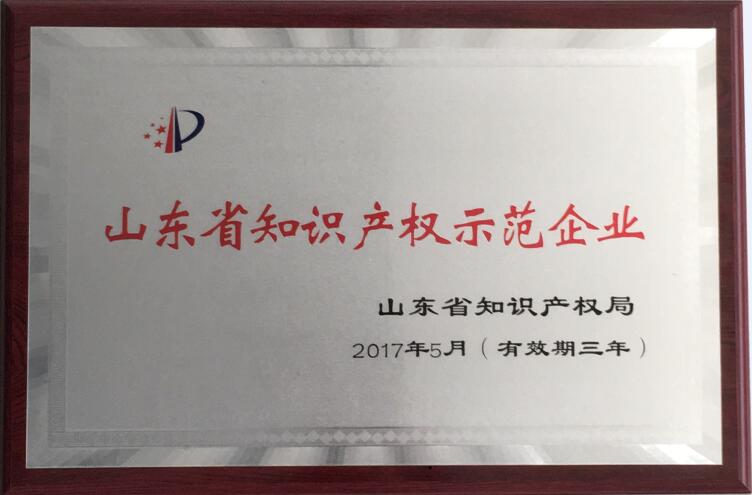 山东省知识产权示范企业
山东省知识产权局
2017年5月（有效期三年）